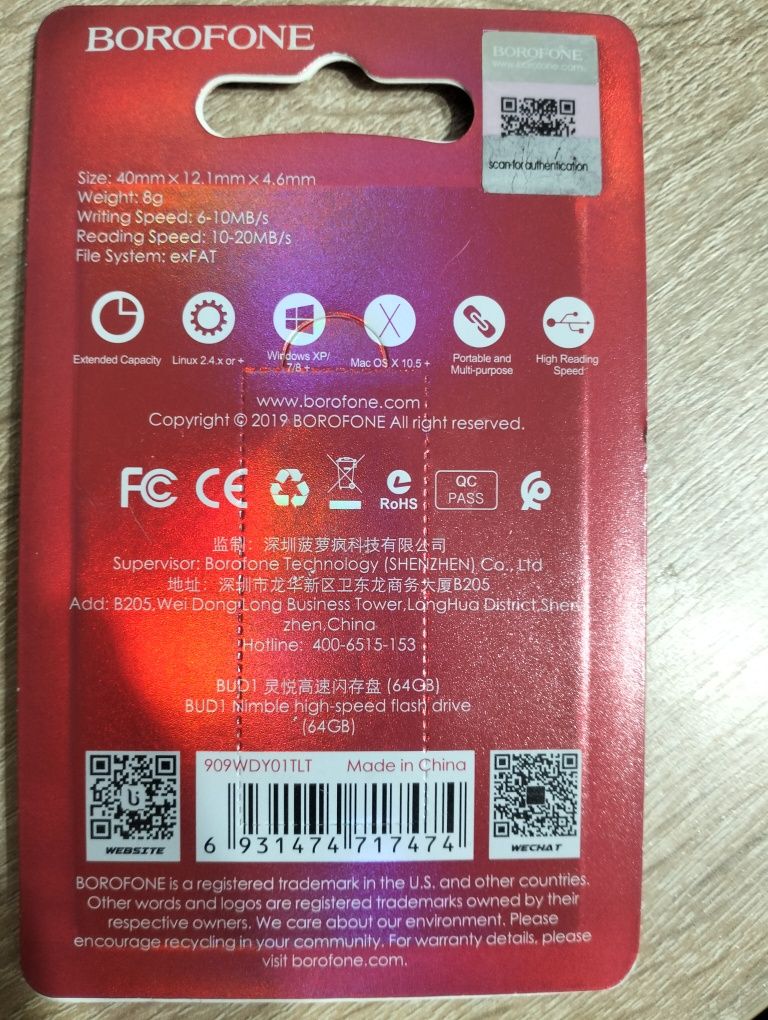 BOROFONE
BOROFONE
www.borofone.com
scan for authentication
Size: 40mm×12.1mm×4.6mm
Weight: 8g
Writing Speed: 6-10MB/s
Reading Speed: 10-20MB/s
File System: exFAT
Extended Capacity
Linux 2.4.x or +
Windows XP/
7/8 +
Mac OS X 10.5 +
Portable and
Multi-purpose
High Reading
Speed
www.borofone.com
Copyright © 2019 BOROFONE All right reserved.
FC CE RoHS QC
PASS
监制：深圳菠萝疯科技有限公司
Supervisor: Borofone Technology (SHENZHEN) Co., Ltd
地址：深圳市龙华新区卫东龙商务大厦B205
Add: B205,Wei Dong Long Business Tower,LongHua District,Shen
zhen,China
Hotline: 400-6515-153
BUD1 灵悦高速闪存盘 (64GB)
BUD1 Nimble high-speed flash drive
(64GB)
909WDY01TLT Made in China
6 931474 717474
WEBSITE
WECHAT
BOROFONE is a registered trademark in the U.S. and other countries.
Other words and logos are registered trademarks owned by their
respective owners. We care about our environment. Please
encourage recycling in your community. For warranty details, please
visit borofone.com.